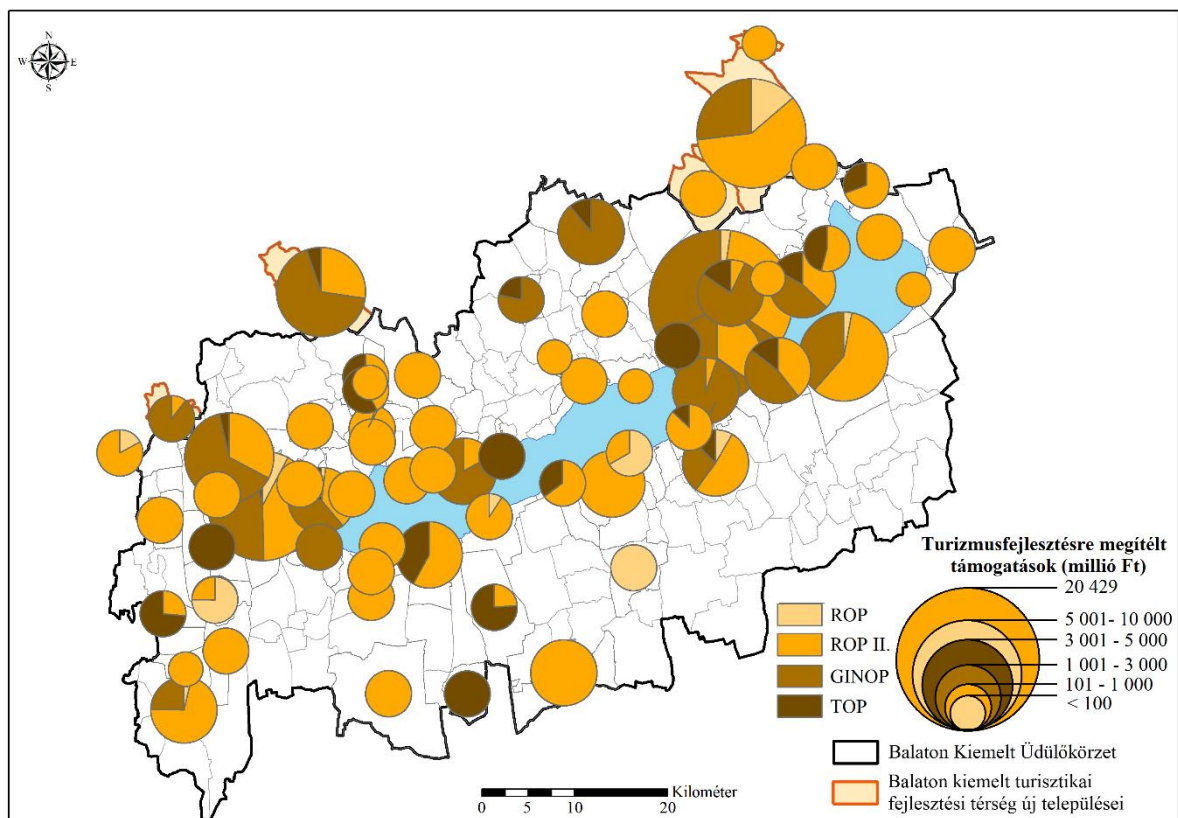 N
W E
S
Turizmusfejlesztésre megítélt
támogatások (millió Ft)
20 429
5 001- 10 000
3 001 - 5 000
1 001 - 3 000
101 - 1 000
< 100
ROP
ROP II.
GINOP
TOP
Balaton Kiemelt Üdülőkörzet
Balaton kiemelt turisztikai
fejlesztési térség új települései
Kilométer
0 5 10 20